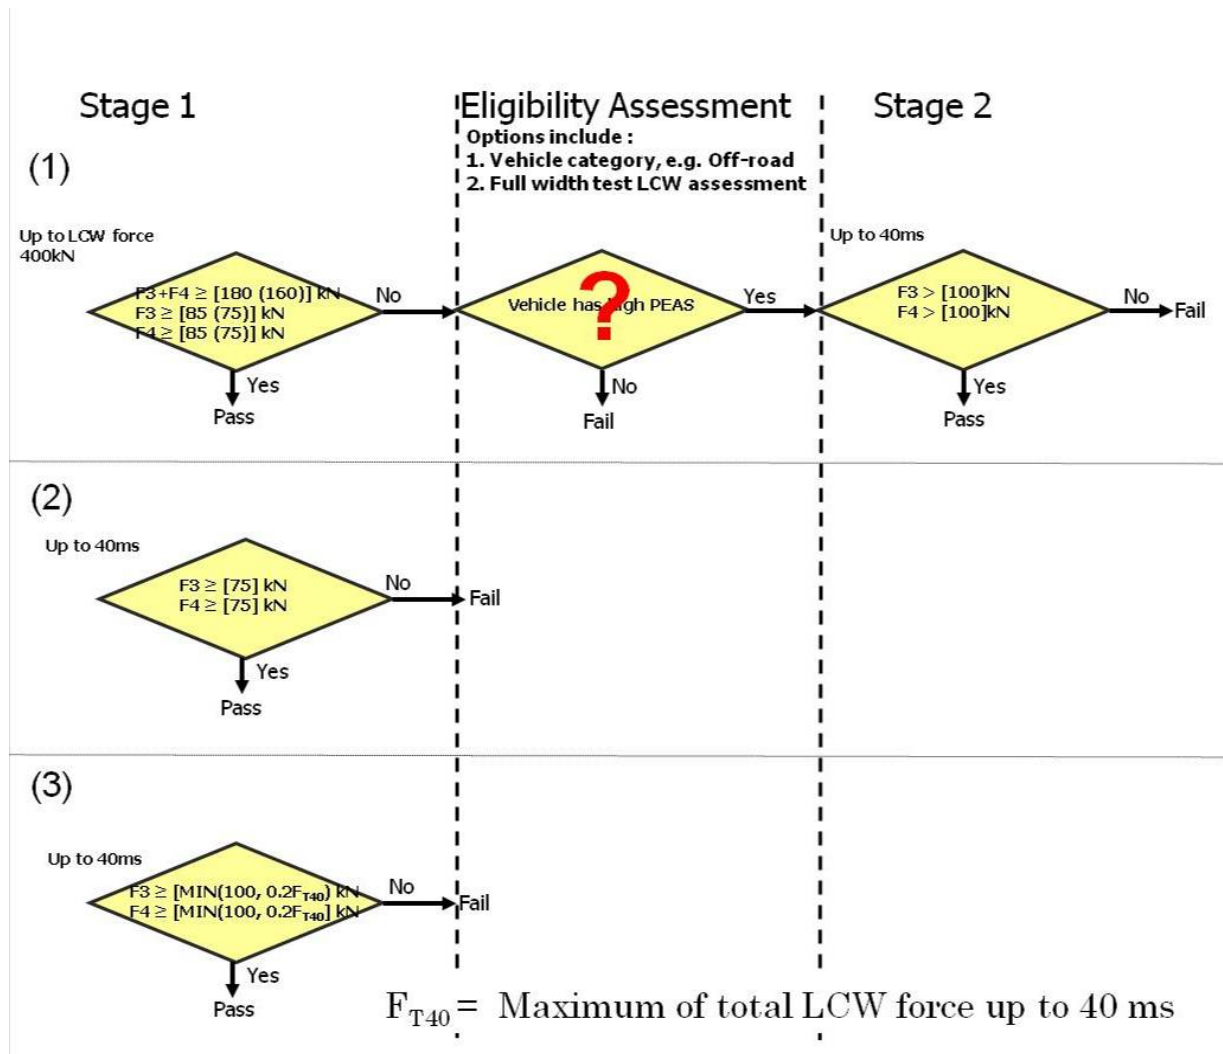 Stage 1
Eligibility Assessment
Stage 2
Options include :
1. Vehicle category, e.g. Off-road
2. Full width test LCW assessment
(1)
Up to LCW force
400kN
F3+F4 ≥ [180 (160)] kN
F3 ≥ [85 (75)] kN
F4 ≥ [85 (75)] kN
No
Yes
Pass
Vehicle has high PEAS
?
Yes
No
Fail
Up to 40ms
F3 > [100]kN
F4 > [100]kN
No
Fail
Yes
Pass
(2)
Up to 40ms
F3 ≥ [75] kN
F4 ≥ [75] kN
No
Fail
Yes
Pass
(3)
Up to 40ms
F3 ≥ [MIN(100, 0.2F_T40) kN
F4 ≥ [MIN(100, 0.2F_T40] kN
No
Fail
Yes
Pass
F_T40 = Maximum of total LCW force up to 40 ms